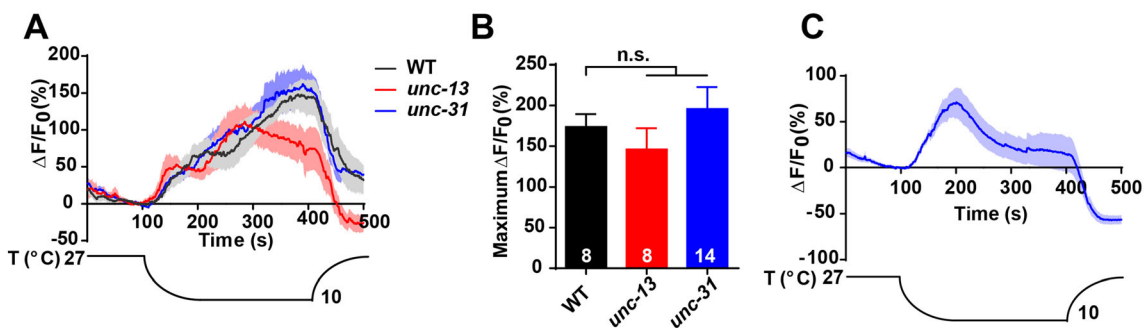 A
ΔF/F0(%)
200
150
100
50
0
-50
100 200 300 400 500
Time (s)
T (°C) 27
10
WT
unc-13
unc-31
B
n.s.
Maximum ΔF/F0(%)
250
200
150
100
50
0
8 8 14
WT unc-13 unc-31
C
ΔF/F0(%)
100
50
0
-50
-100
100 200 300 400 500
Time (s)
T (°C) 27
10